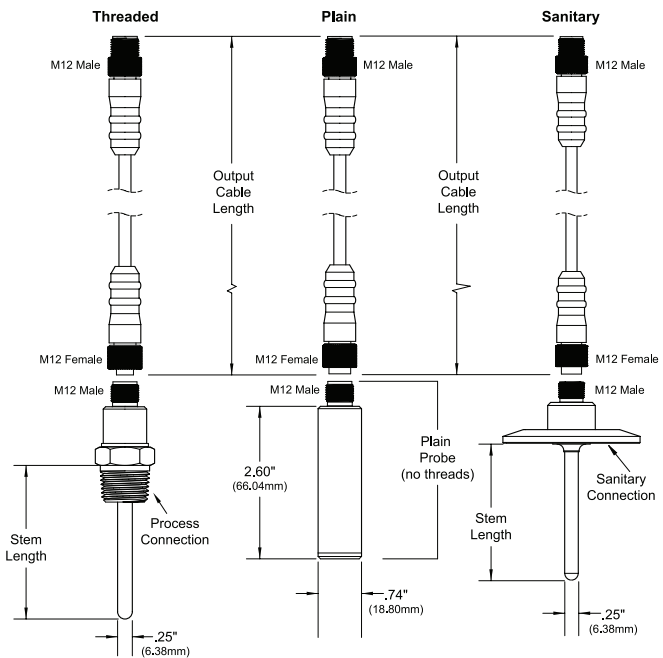 Threaded
Plain
Sanitary
M12 Male
M12 Male
M12 Male
Output
Cable
Length
Output
Cable
Length
M12 Female
M12 Female
M12 Female
M12 Male
M12 Male
M12 Male
2.60"
(66.04mm)
Plain
Probe
(no threads)
Sanitary
Connection
Stem
Length
Process
Connection
Stem
Length
.74"
(18.80mm)
.25"
(6.38mm)
.25"
(6.38mm)